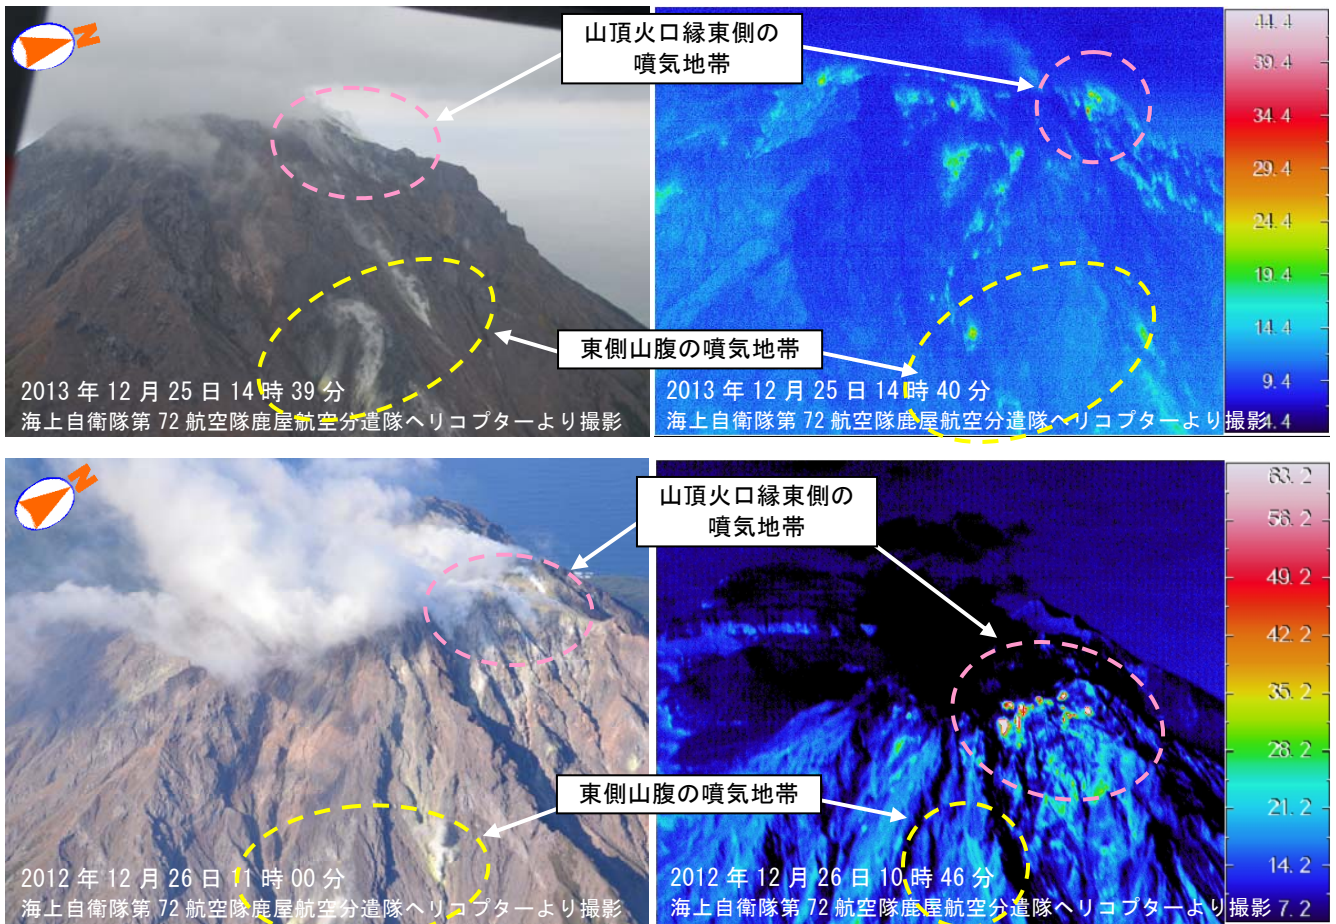 N
山頂火口縁東側の
噴気地帯
東側山腹の噴気地帯
2013 年 12 月 25 日 14 時 39 分
海上自衛隊第 72 航空隊鹿屋航空分遣隊ヘリコプターより撮影
2013 年 12 月 25 日 14 時 40 分
海上自衛隊第 72 航空隊鹿屋航空分遣隊ヘリコプターより撮影
44.4
39.4
34.4
29.4
24.4
19.4
14.4
9.4
4.4
N
山頂火口縁東側の
噴気地帯
東側山腹の噴気地帯
2012 年 12 月 26 日 11 時 00 分
海上自衛隊第 72 航空隊鹿屋航空分遣隊ヘリコプターより撮影
2012 年 12 月 26 日 10 時 46 分
海上自衛隊第 72 航空隊鹿屋航空分遣隊ヘリコプターより撮影
63.2
56.2
49.2
42.2
35.2
28.2
21.2
14.2
7.2